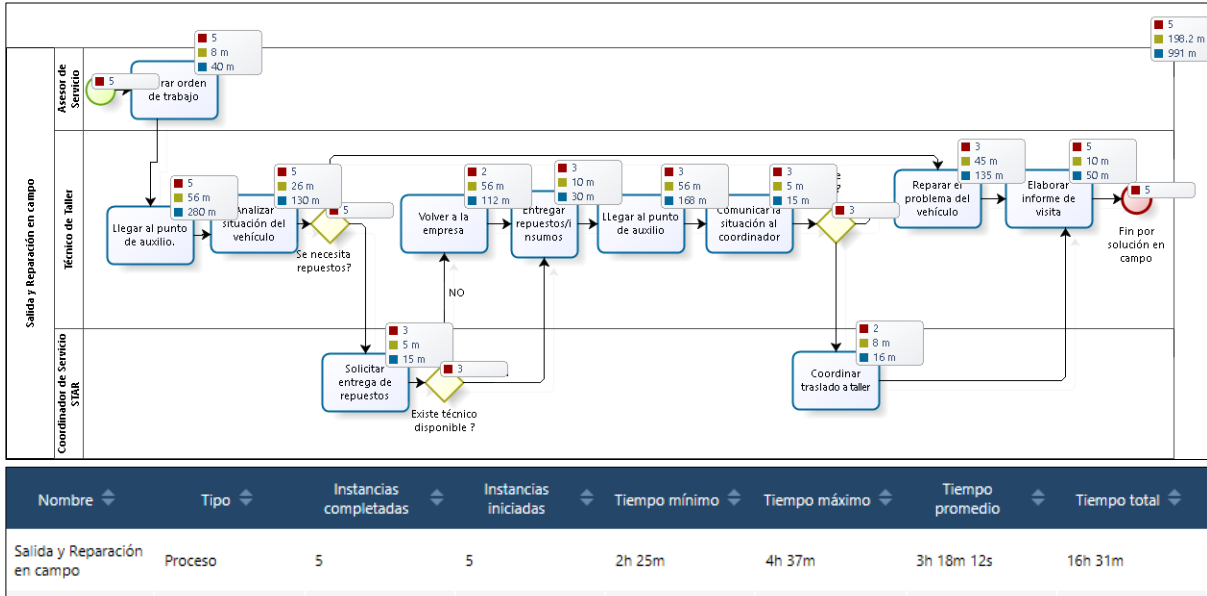 5
198.2 m
991 m
Salida y Reparación en campo
Asesor de
Servicio
5
5
8 m
40 m
rar orden
de trabajo
Técnico de Taller
5
56 m
280 m
Llegar al punto
de auxilio.
5
26 m
130 m
Analizar
situación del
vehículo
5
Se necesita
repuestos?
2
56 m
112 m
Volver a la
empresa
3
10 m
30 m
Entregar
repuestos/i
nsumos
3
56 m
168 m
Llegar al punto
de auxilio
3
5 m
15 m
Comunicar la
situación al
coordinador
e
?
3
3
45 m
135 m
Reparar el
problema del
vehículo
5
10 m
50 m
Elaborar
informe de
visita
5
Fin por
solución en
campo
NO
Coordinador de Servicio
STAR
3
5 m
15 m
Solicitar
entrega de
repuestos
3
Existe técnico
disponible ?
2
8 m
16 m
Coordinar
traslado a taller
Nombre Tipo Instancias completadas Instancias iniciadas Tiempo mínimo Tiempo máximo Tiempo promedio Tiempo total
Salida y Reparación en campo Proceso 5 5 2h 25m 4h 37m 3h 18m 12s 16h 31m